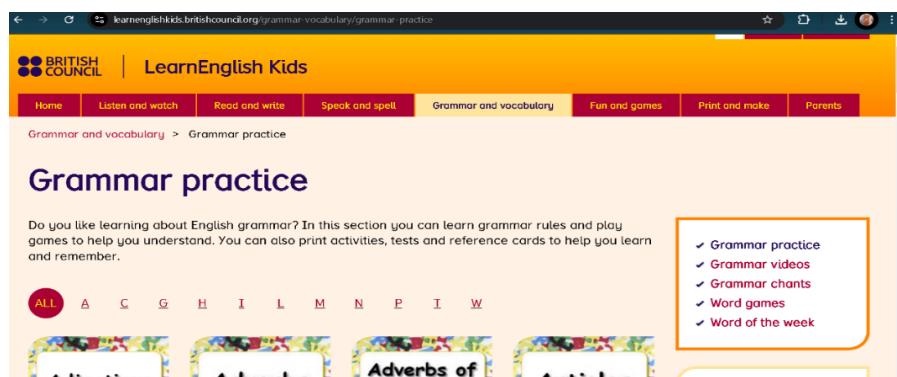 learnenglishkids.britishcouncil.org/grammar-vocabulary/grammar-practice
BRITISH
COUNCIL
LearnEnglish Kids
Home Listen and watch Read and write Speak and spell Grammar and vocabulary Fun and games Print and make Parents
Grammar and vocabulary > Grammar practice
Grammar practice
Do you like learning about English grammar? In this section you can learn grammar rules and play
games to help you understand. You can also print activities, tests and reference cards to help you learn
and remember.
ALL A C G H I L M N P T W
Grammar practice
Grammar videos
Grammar chants
Word games
Word of the week
Adverbs of